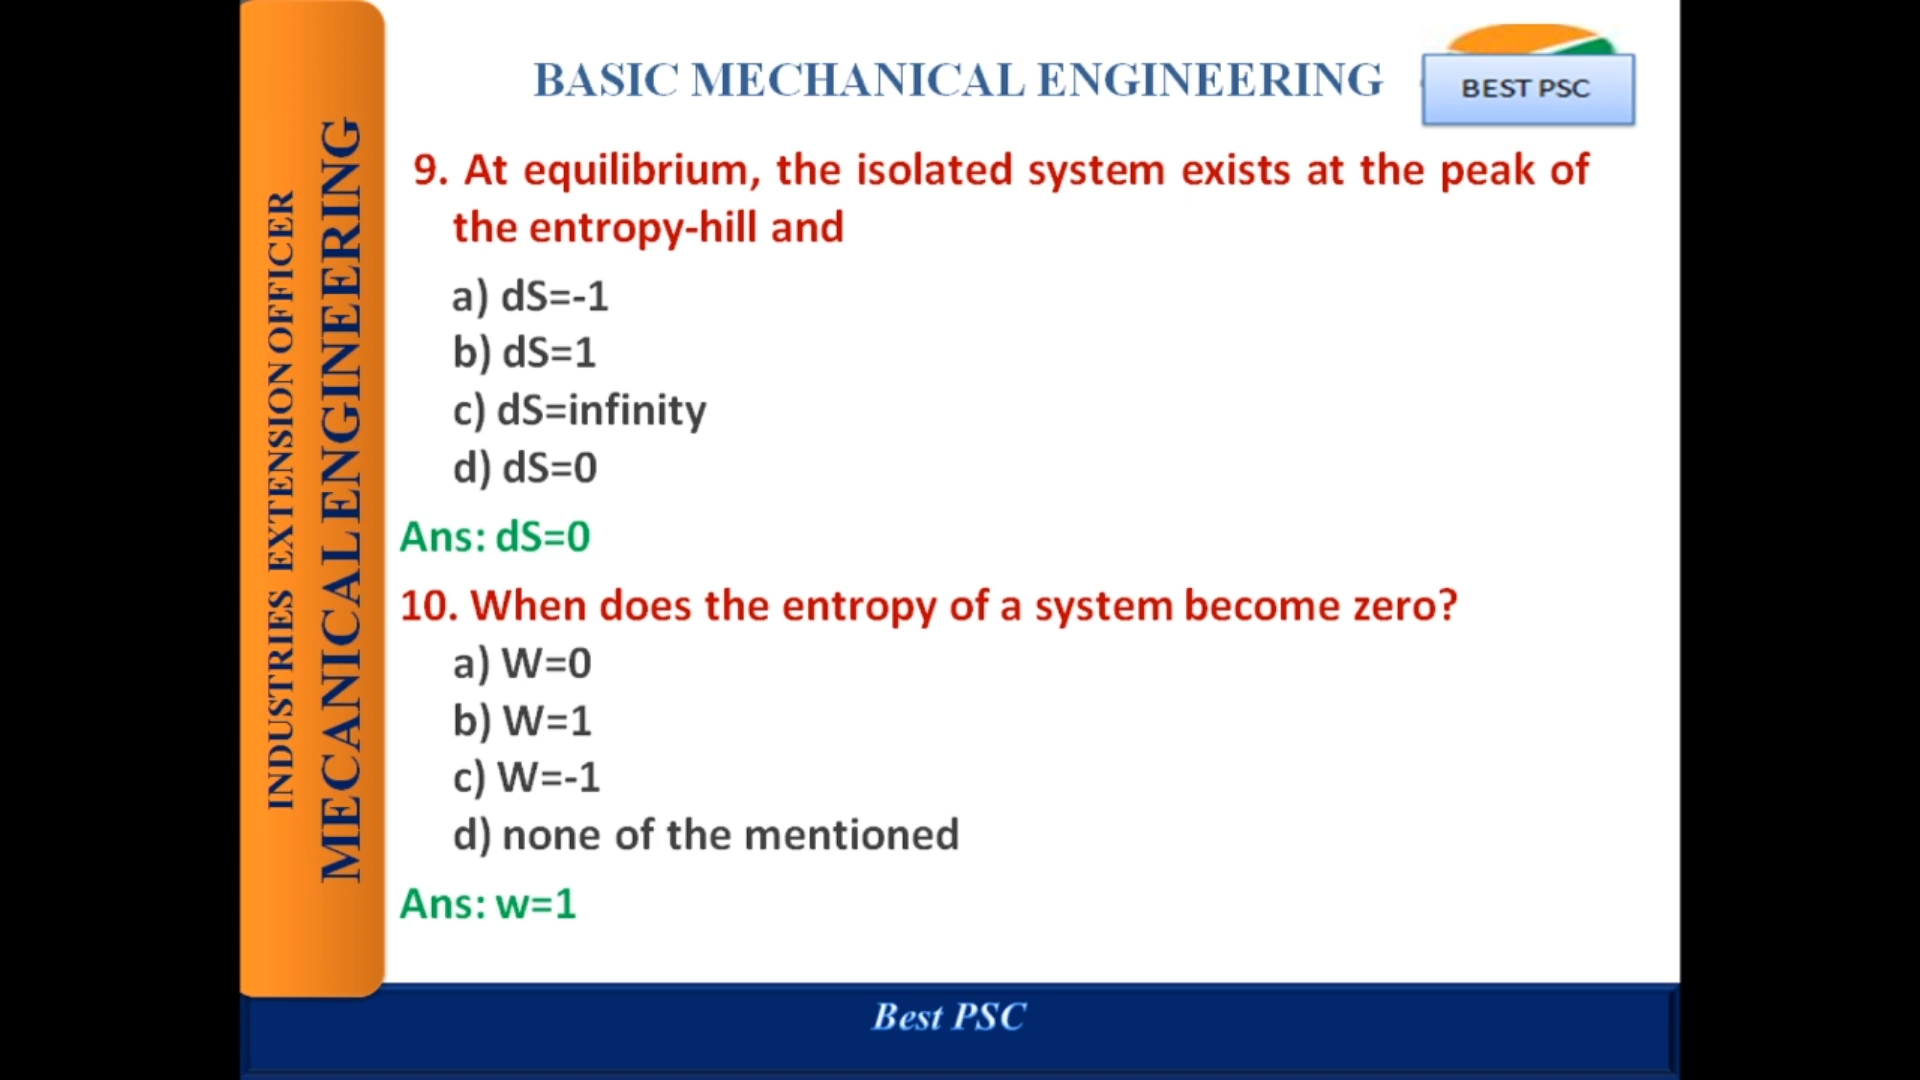 INDUSTRIES EXTENSION OFFICER
MECANICAL ENGINEERING
BASIC MECHANICAL ENGINEERING
BEST PSC
9. At equilibrium, the isolated system exists at the peak of
the entropy-hill and
a) dS=-1
b) dS=1
c) dS=infinity
d) dS=0
Ans: dS=0
10. When does the entropy of a system become zero?
a) W=0
b) W=1
c) W=-1
d) none of the mentioned
Ans: w=1
Best PSC